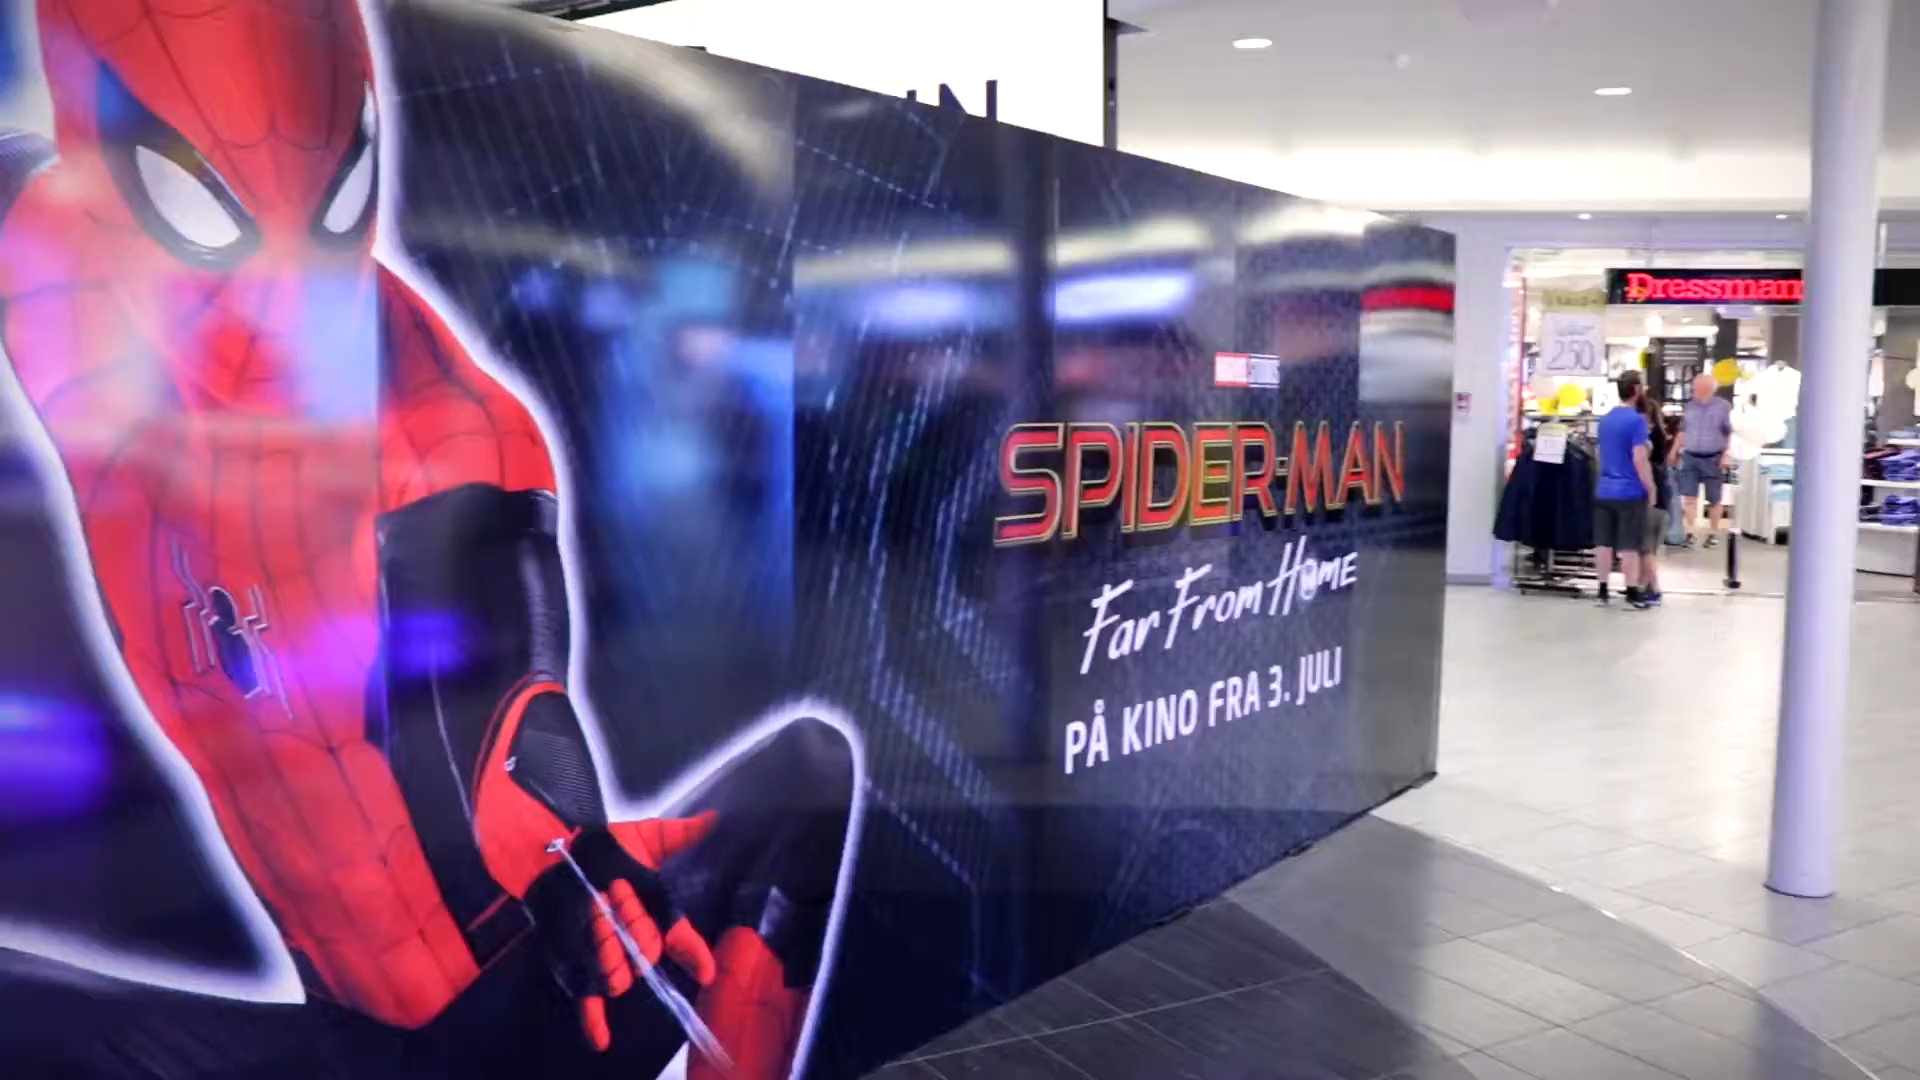 SPIDER-MAN
Far From Home
PÅ KINO FRA 3. JULI
Dressmann
250